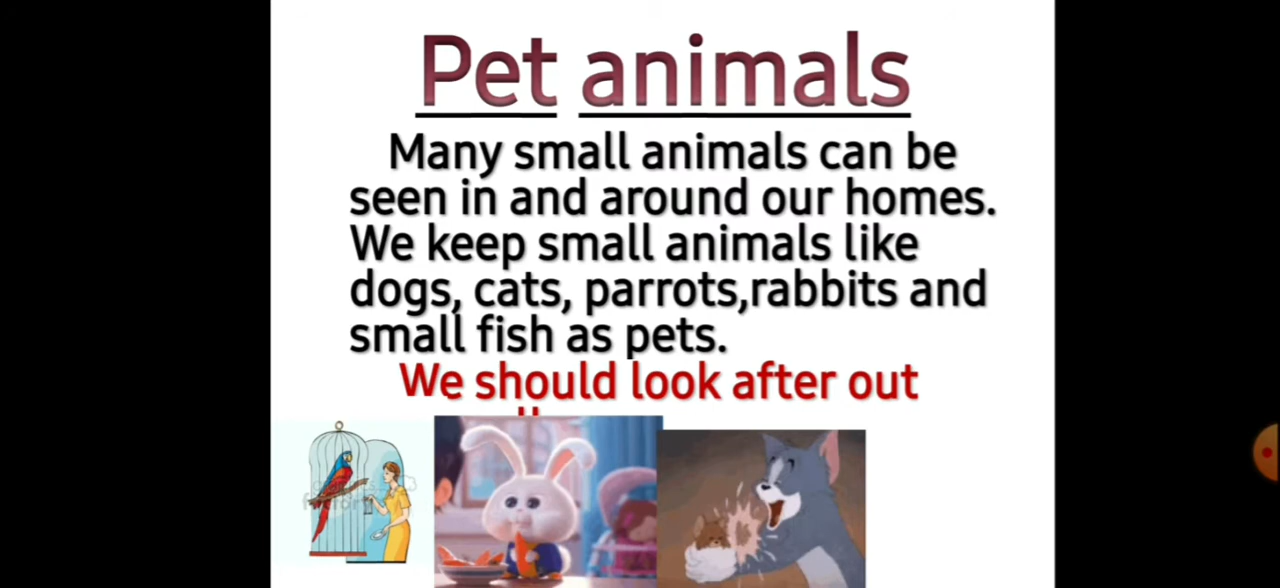 Pet animals
Many small animals can be
seen in and around our homes.
We keep small animals like
dogs, cats, parrots,rabbits and
small fish as pets.
We should look after out